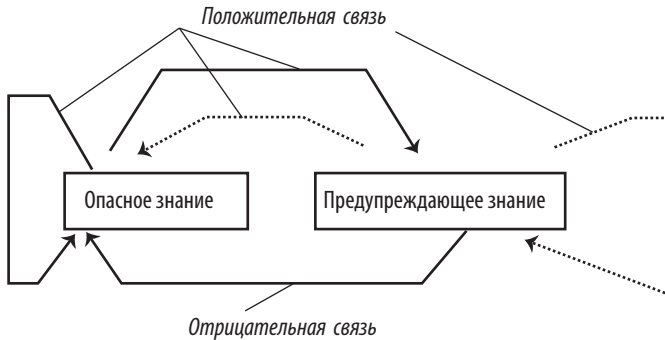 Положительная связь
Опасное знание
Предупреждающее знание
Отрицательная связь